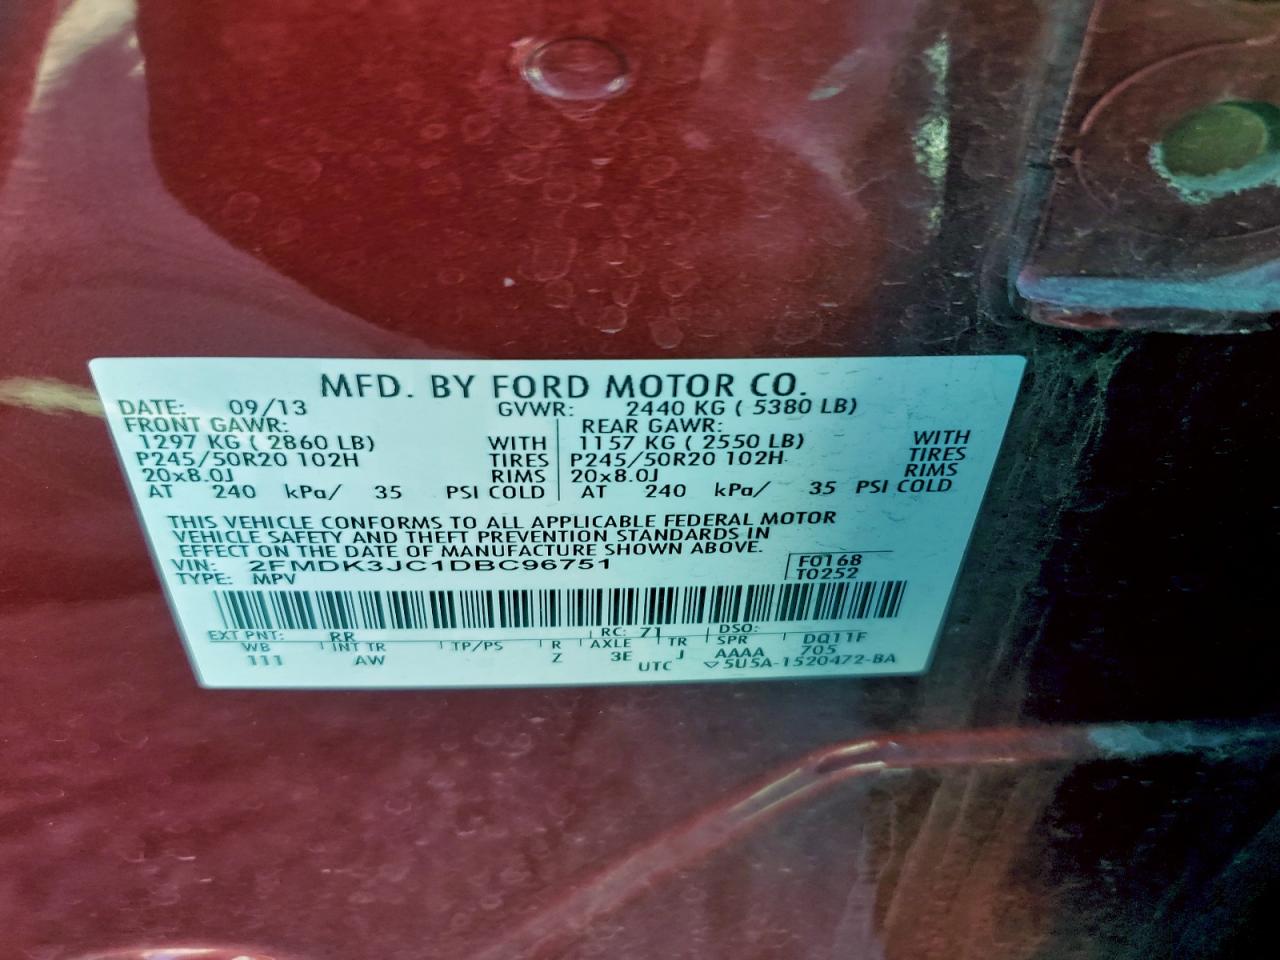 MFD. BY FORD MOTOR CO.
DATE: 09/13 GVWR: 2440 KG ( 5380 LB)
FRONT GAWR: REAR GAWR:
1297 KG ( 2860 LB) WITH 1157 KG ( 2550 LB) WITH
P245/50R20 102H TIRES P245/50R20 102H TIRES
20x8.0J RIMS 20x8.0J RIMS
AT 240 kPa/ 35 PSI COLD AT 240 kPa/ 35 PSI COLD
THIS VEHICLE CONFORMS TO ALL APPLICABLE FEDERAL MOTOR
VEHICLE SAFETY AND THEFT PREVENTION STANDARDS IN
EFFECT ON THE DATE OF MANUFACTURE SHOWN ABOVE.
VIN: 2FMDK3JC1DBC96751 F0168
TYPE: MPV T0252
EXT PNT: RR RC: 71 DSO:
WB INT TR TP/PS R AXLE TR SPR DQ11F
111 AW Z 3E J AAAA 705
UTC ▽5U5A-1520472-BA